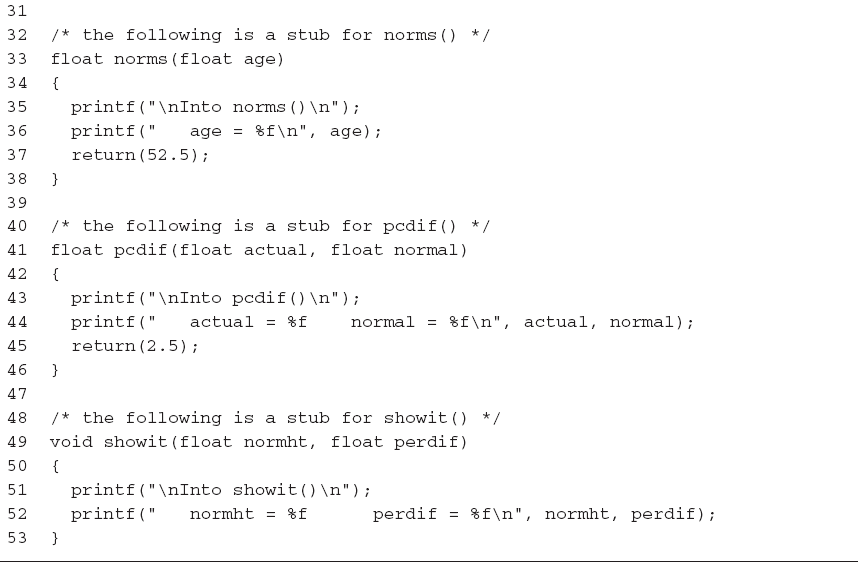 31
32  /* the following is a stub for norms() */
33  float norms(float age)
34  {
35    printf("\nInto norms()\n");
36    printf("   age = %f\n", age);
37    return(52.5);
38  }
39
40  /* the following is a stub for pcdif() */
41  float pcdif(float actual, float normal)
42  {
43    printf("\nInto pcdif()\n");
44    printf("   actual = %f    normal = %f\n", actual, normal);
45    return(2.5);
46  }
47
48  /* the following is a stub for showit() */
49  void showit(float normht, float perdif)
50  {
51    printf("\nInto showit()\n");
52    printf("   normht = %f      perdif = %f\n", normht, perdif);
53  }